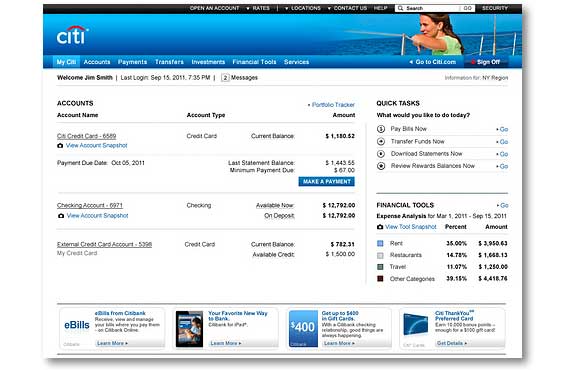 OPEN AN ACCOUNT ▼ RATES | ▼ LOCATIONS ▼ CONTACT US HELP Search GO SECURITY
citi
My Citi Accounts Payments Transfers Investments Financial Tools Services Go to Citi.com Sign Off
Welcome Jim Smith | Last Login: Sep 15, 2011. 7:35 PM | 2 Messages
Information for: NY Region
ACCOUNTS
Portfolio Tracker
Account Name Account Type Amount
Citi Credit Card - 6589 Credit Card Current Balance: $ 1,180.52
View Account Snapshot
Payment Due Date: Oct 05, 2011 Last Statement Balance: $ 1,443.55
Minimum Payment Due: $ 67.00
MAKE A PAYMENT
Checking Account - 6971 Checking Available Now: $ 12,792.00
View Account Snapshot On Deposit: $ 12,792.00
External Credit Card Account - 5398 Credit Card Current Balance: $ 782.31
My Credit Card Available Credit: $ 1,500.00
QUICK TASKS
What would you like to do today?
1 Pay Bills Now Go
Transfer Funds Now Go
Download Statements Now Go
Review Rewards Balances Now Go
FINANCIAL TOOLS Go
Expense Analysis for Mar 1, 2011 - Sep 15, 2011
View Tool Snapshot Percent Amount
Rent 35.00% $ 3,950.63
Restaurants 14.78% $ 1,668.13
Travel 11.07% $ 1,250.00
Other Categories 39.15% $ 4,418.76
eBills
eBills from Citibank
Receive, view and manage your bills where you pay them - on Citibank Online.
Learn More
Citibank
Your Favorite New Way to Bank.
Citibank for iPad®.
Learn More
$400
Get up to $400 in Gift Cards.
With a Citibank checking relationship, good things are always happening.
Learn More
Citibank
Citi ThankYou℠ Preferred Card
Earn 10,000 bonus points – enough for a $100 gift card!
Get Details
Citi® Cards